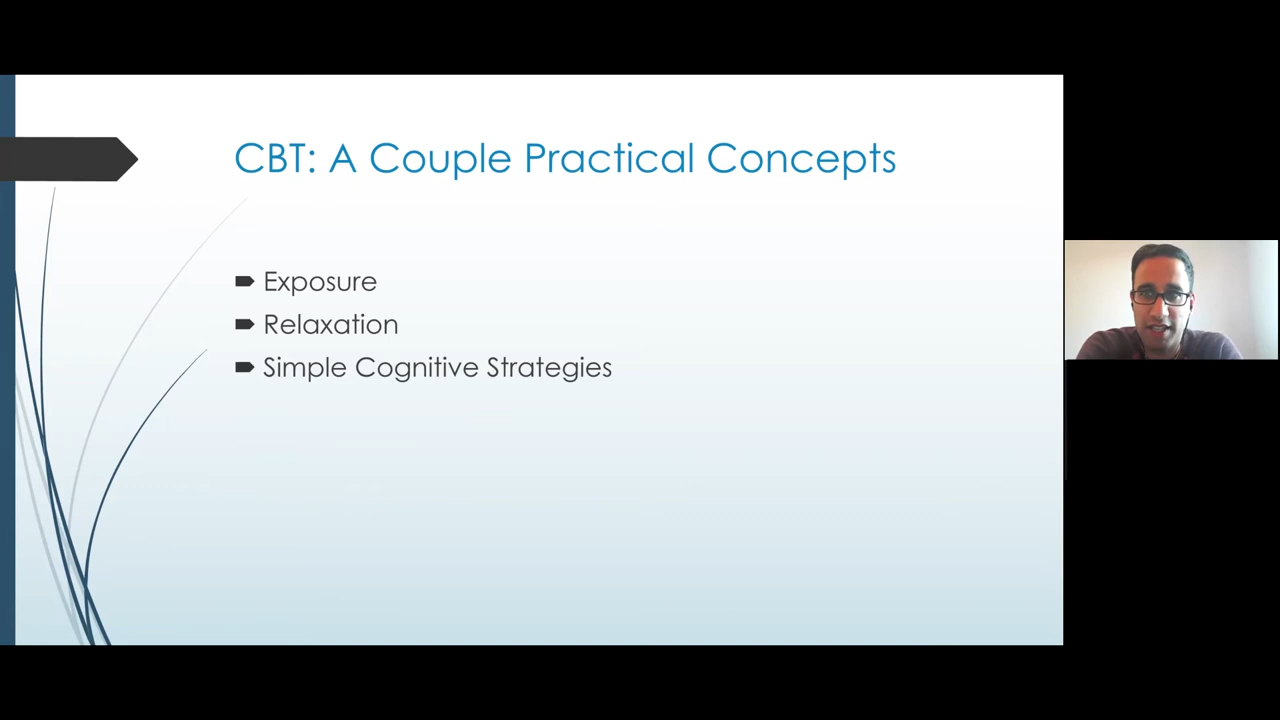 CBT: A Couple Practical Concepts
Exposure
Relaxation
Simple Cognitive Strategies